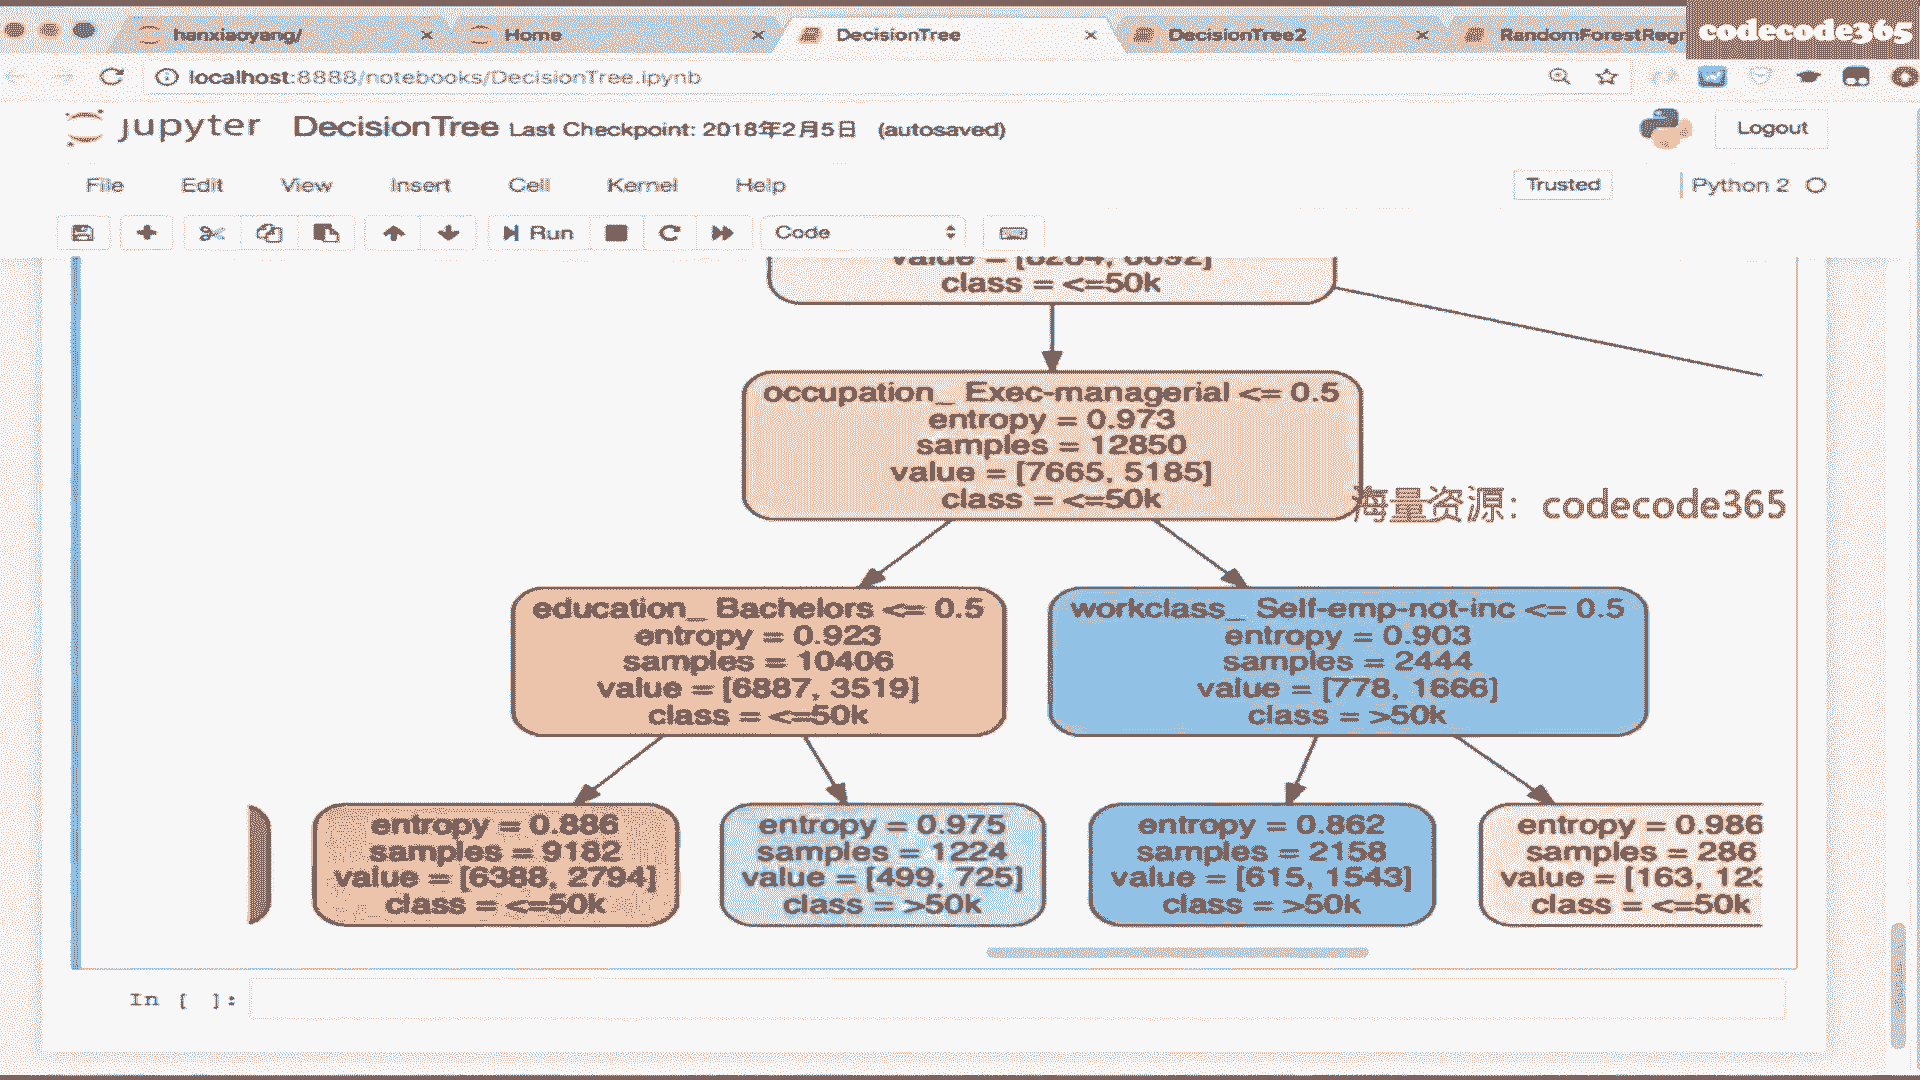 hanxiaoyang/
Home
DecisionTree
DecisionTree2
RandomForestRegr
codecode365
localhost:8888/notebooks/DecisionTree.ipynb
jupyter DecisionTree Last Checkpoint: 2018年2月5日 (autosaved)
Logout
File Edit View Insert Cell Kernel Help
Trusted
Python 2
Run
Code
class = <=50k
occupation_ Exec-managerial <= 0.5
entropy = 0.973
samples = 12850
value = [7665, 5185]
class = <=50k
海量资源：codecode365
education_ Bachelors <= 0.5
entropy = 0.923
samples = 10406
value = [6887, 3519]
class = <=50k
workclass_ Self-emp-not-inc <= 0.5
entropy = 0.903
samples = 2444
value = [778, 1666]
class = >50k
entropy = 0.886
samples = 9182
value = [6388, 2794]
class = <=50k
entropy = 0.975
samples = 1224
value = [499, 725]
class = >50k
entropy = 0.862
samples = 2158
value = [615, 1543]
class = >50k
entropy = 0.986
samples = 286
value = [163, 123
class = <=50k
In [ ]: